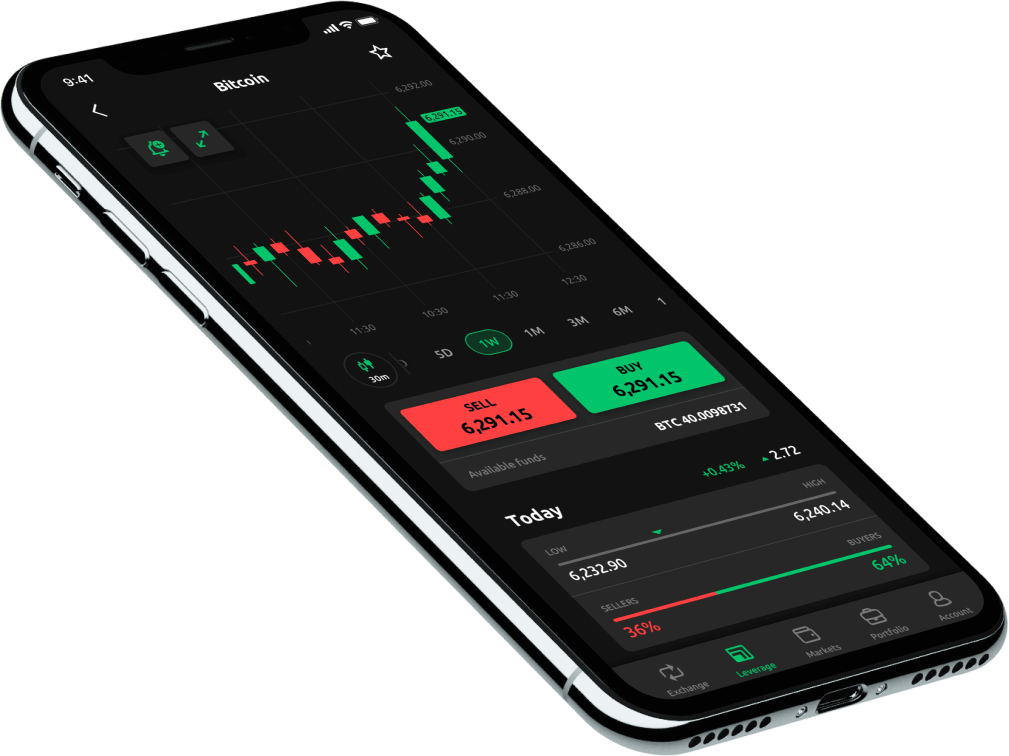 9:41
Bitcoin
6,292.00
6,291.15
6,290.00
6,288.00
6,286.00
11:30
10:30
11:30
12:30
30m
5D
1W
1M
3M
6M
1
SELL
6,291.15
BUY
6,291.15
Available funds
BTC 40.0098731
Today
+0.43%
2.72
LOW
HIGH
6,232.90
6,240.14
SELLERS
BUYERS
36%
64%
Exchange
Leverage
Markets
Portfolio
Account